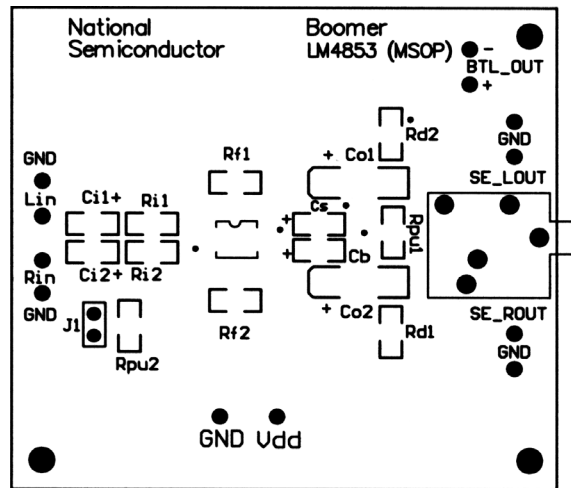 National
Semiconductor
Boomer
LM4853 (MSOP)
-
BTL_OUT
+
Rd2
GND
SE_LOUT
GND
Lin
Rf1
+ Co1
Ci1+
Ri1
+ Cs
Rpu1
Rin
Ci2+
Ri2
+ Cb
GND
J1
Rpu2
Rf2
+ Co2
Rd1
SE_ROUT
GND
GND Vdd